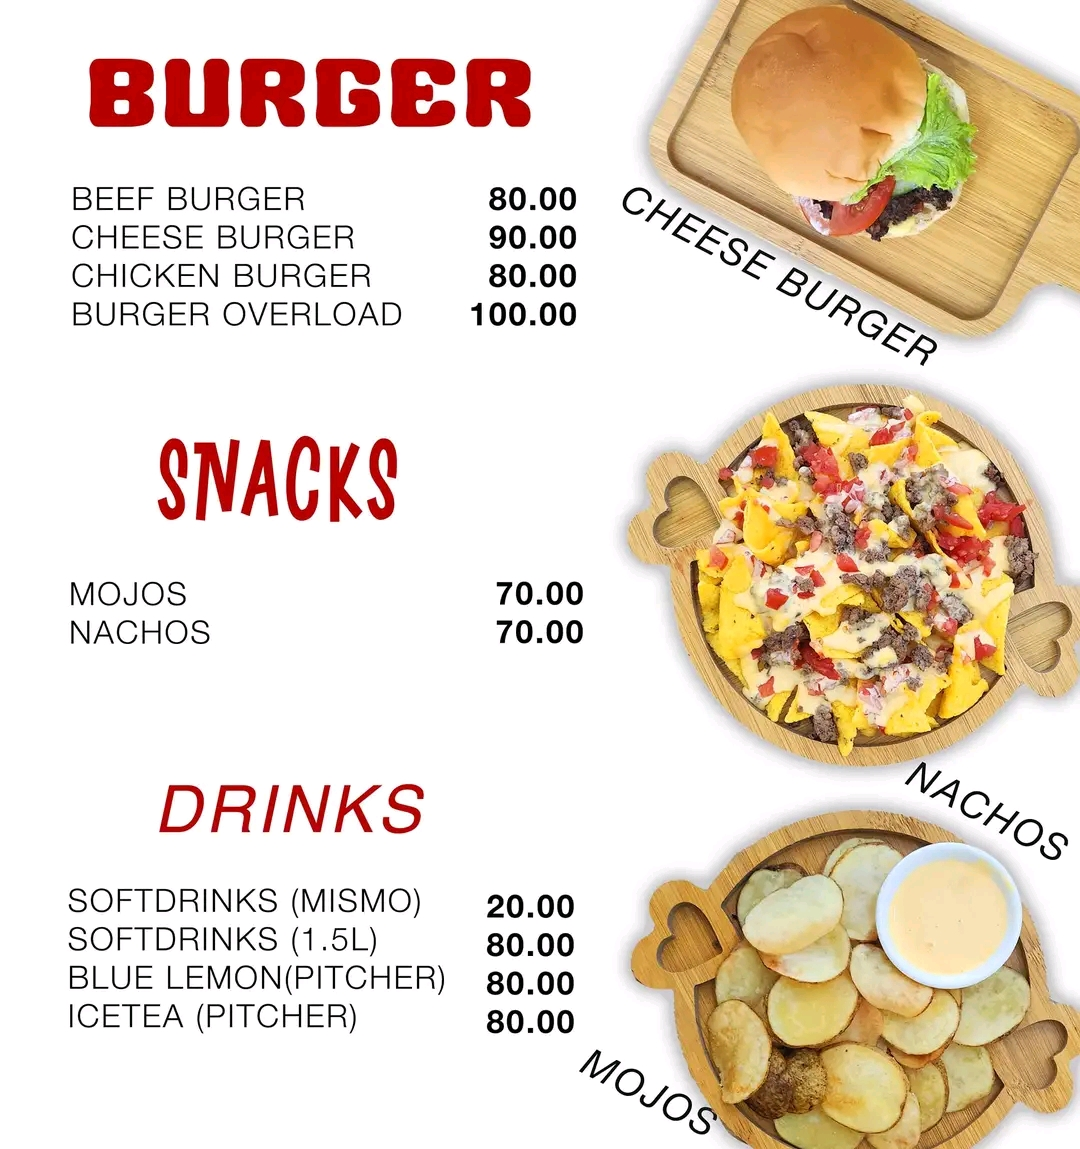 BURGER
BEEF BURGER 80.00
CHEESE BURGER 90.00
CHICKEN BURGER 80.00
BURGER OVERLOAD 100.00
CHEESE BURGER
SNACKS
MOJOS 70.00
NACHOS 70.00
NACHOS
DRINKS
SOFTDRINKS (MISMO) 20.00
SOFTDRINKS (1.5L) 80.00
BLUE LEMON(PITCHER) 80.00
ICETEA (PITCHER) 80.00
MOJOS